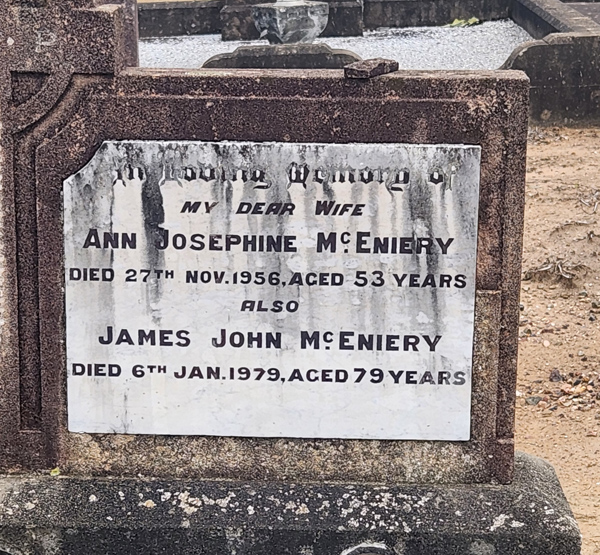 P
In Loving Memory of
MY DEAR WIFE
ANN JOSEPHINE McENIERY
DIED 27TH NOV. 1956, AGED 53 YEARS
ALSO
JAMES JOHN McENIERY
DIED 6TH JAN. 1979, AGED 79 YEARS